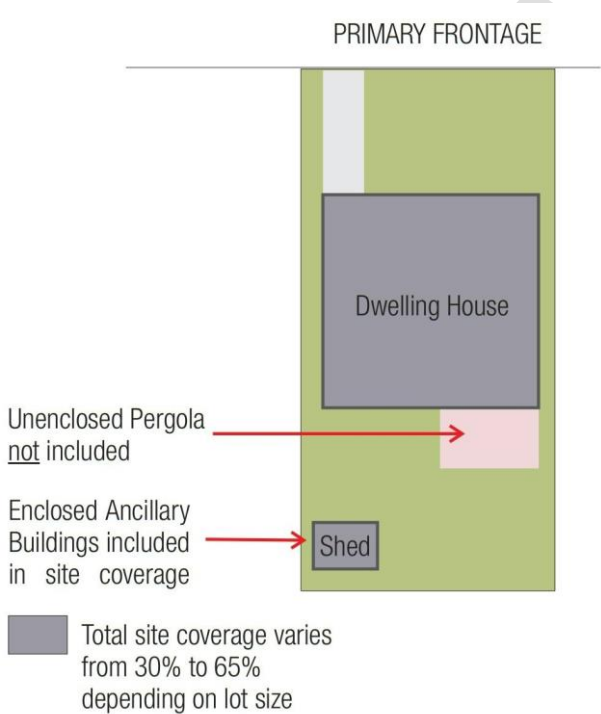 PRIMARY FRONTAGE
Dwelling House
Unenclosed Pergola
not included
Enclosed Ancillary
Buildings included
in site coverage
Shed
Total site coverage varies
from 30% to 65%
depending on lot size